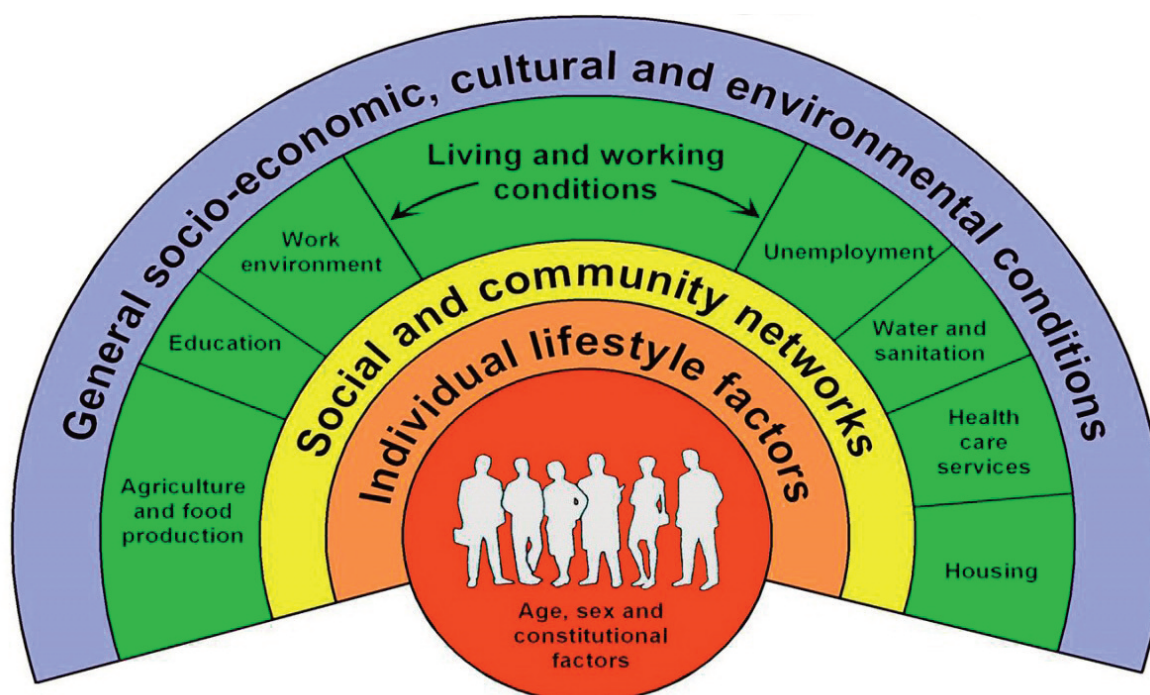 General socio-economic, cultural and environmental conditions
Living and working
conditions
Work
environment
Unemployment
Education
Water and
sanitation
Agriculture
and food
production
Health
care
services
Housing
Social and community networks
Individual lifestyle factors
Age, sex and
constitutional
factors